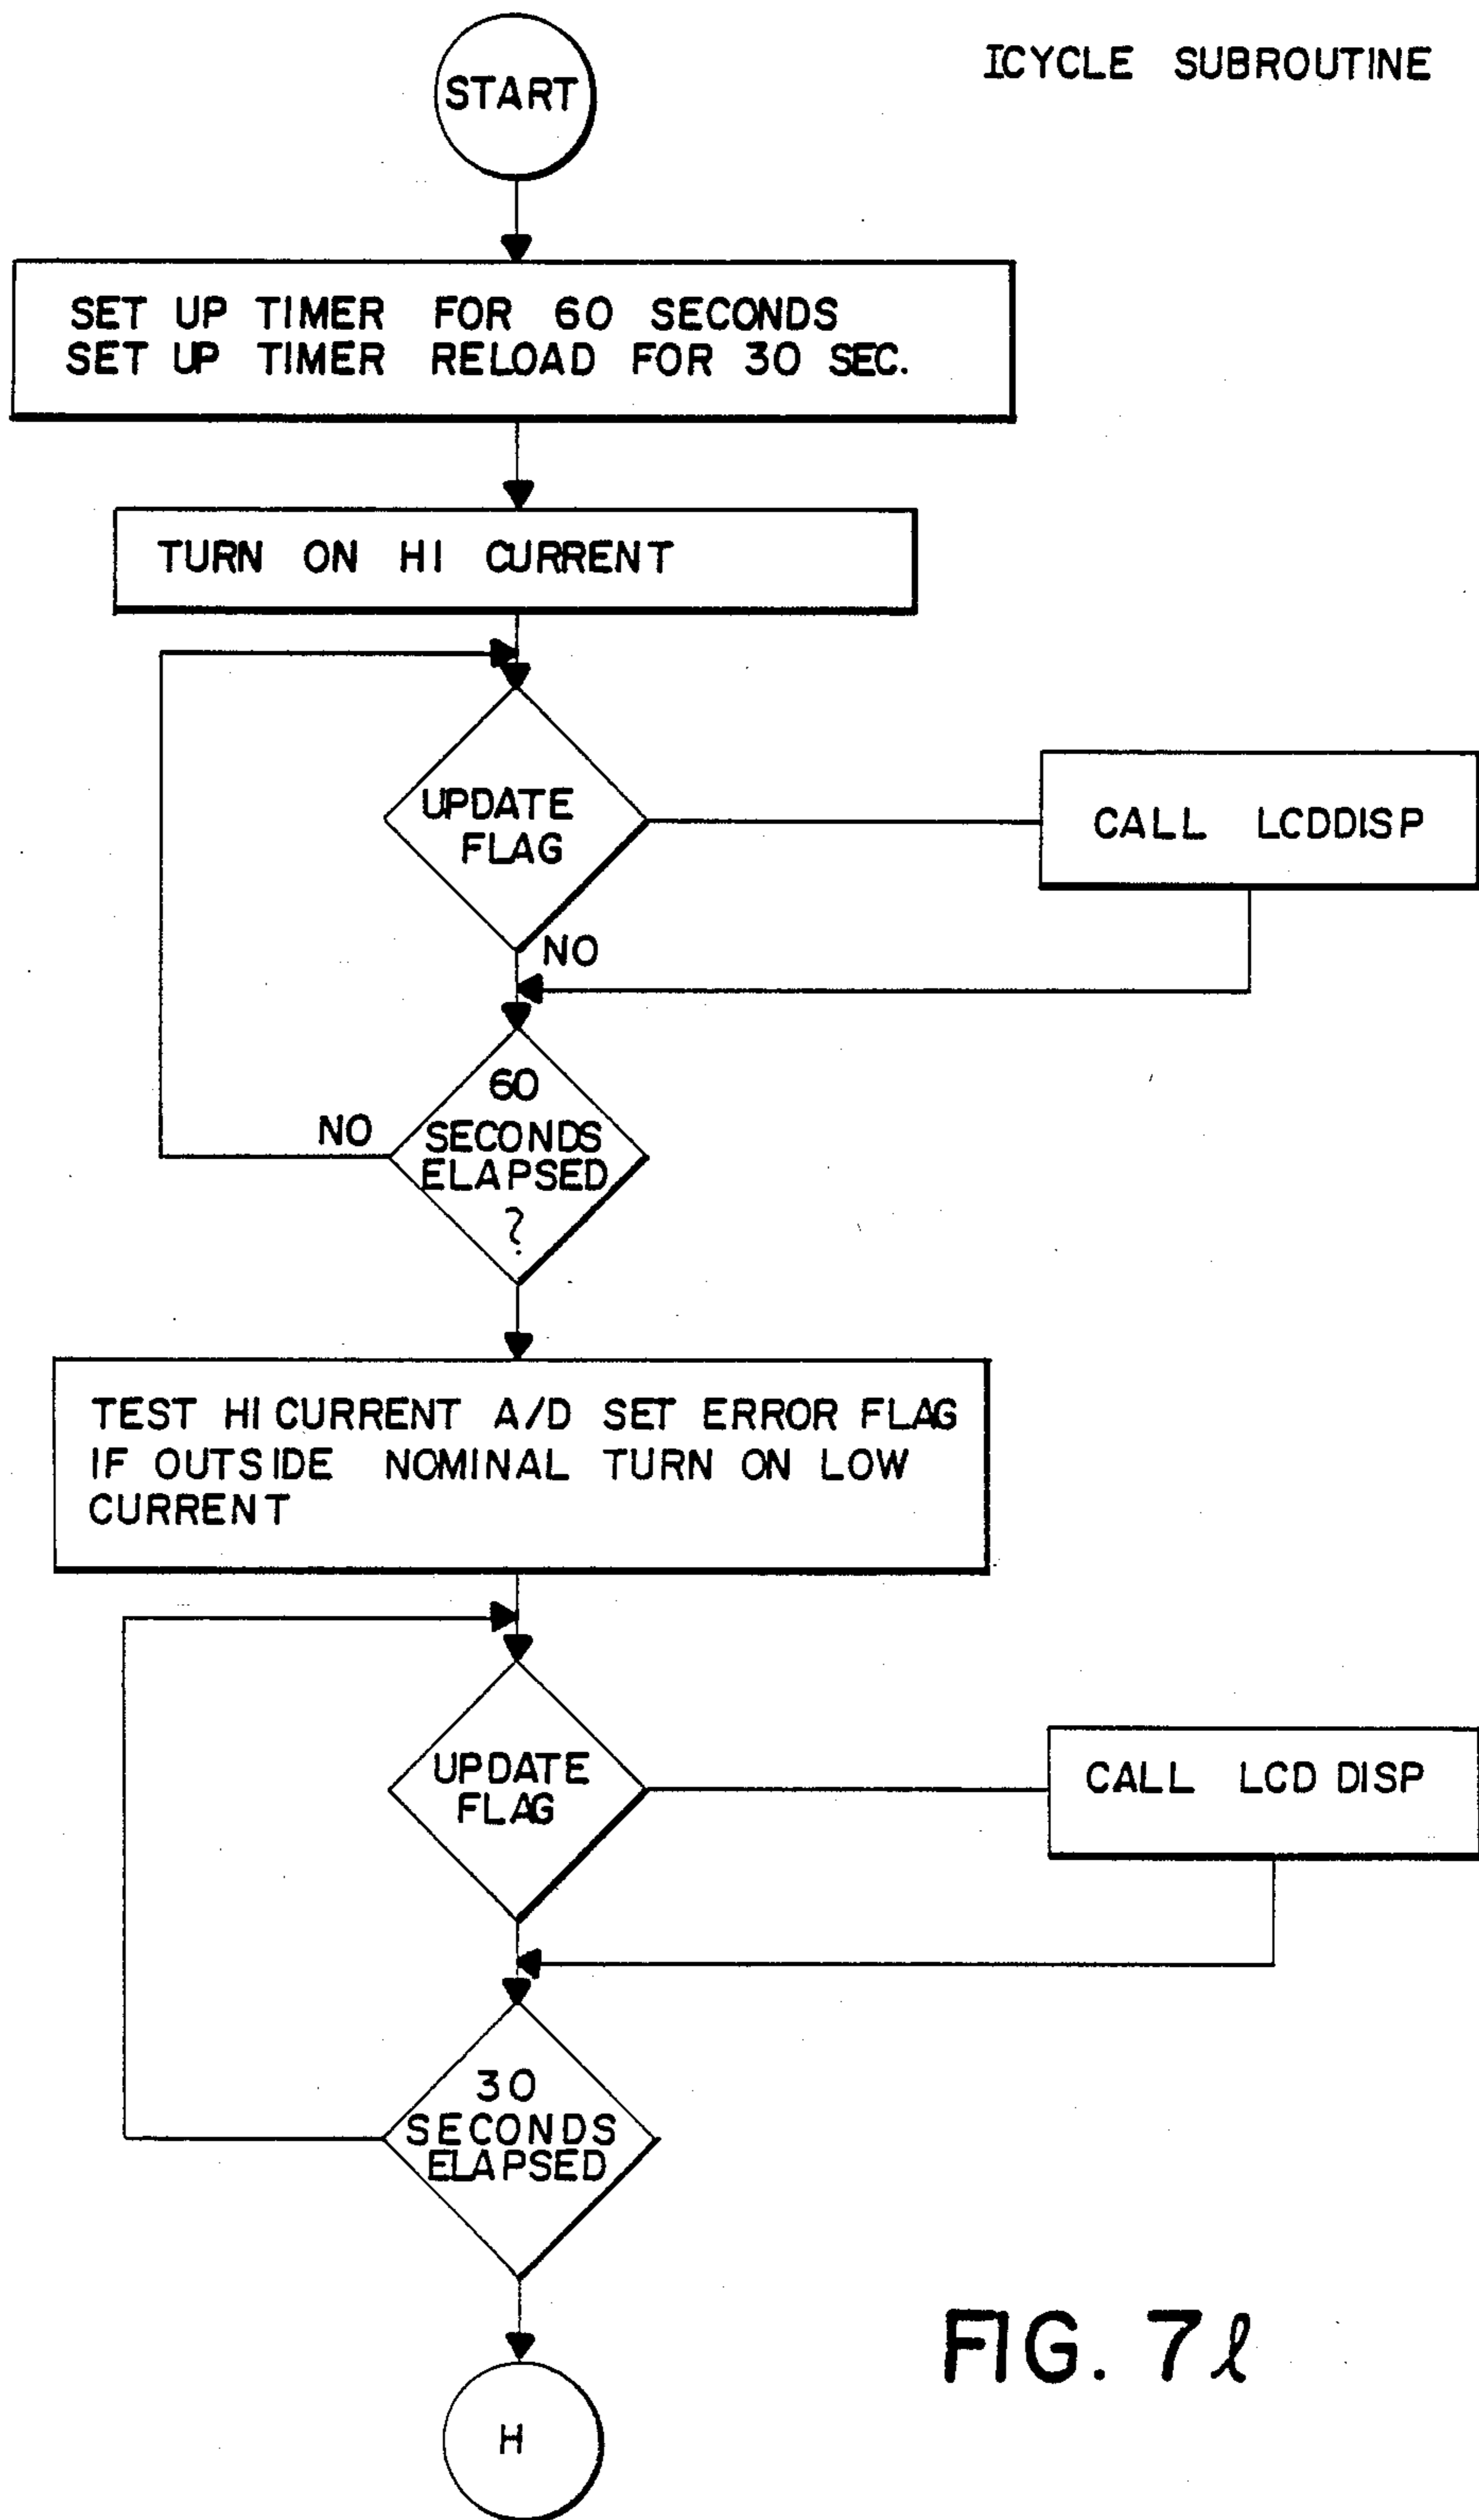 ICYCLE SUBROUTINE
START
SET UP TIMER FOR 60 SECONDS
SET UP TIMER RELOAD FOR 30 SEC.
TURN ON HI CURRENT
UPDATE
FLAG
CALL LCDDISP
NO
60
SECONDS
ELAPSED
?
NO
TEST HI CURRENT A/D SET ERROR FLAG
IF OUTSIDE NOMINAL TURN ON LOW
CURRENT
UPDATE
FLAG
CALL LCD DISP
30
SECONDS
ELAPSED
H
FIG. 7ℓ